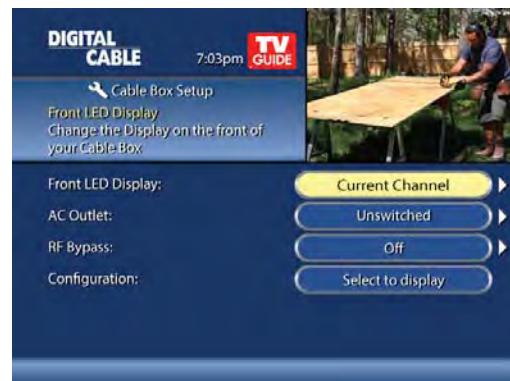 DIGITAL
CABLE
7:03pm
TV
GUIDE
Cable Box Setup
Front LED Display
Change the Display on the front of
your Cable Box
Front LED Display:
Current Channel
AC Outlet:
Unswitched
RF Bypass:
Off
Configuration:
Select to display